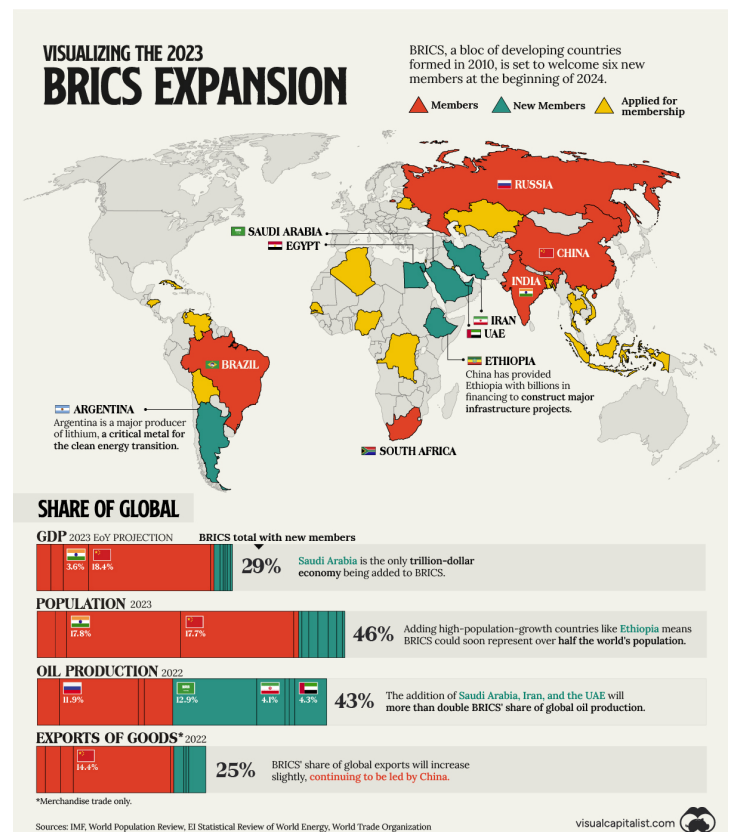 VISUALIZING THE 2023
BRICS EXPANSION
BRICS, a bloc of developing countries
formed in 2010, is set to welcome six new
members at the beginning of 2024.
Members
New Members
Applied for
membership
RUSSIA
SAUDI ARABIA
EGYPT
CHINA
INDIA
IRAN
UAE
BRAZIL
ETHIOPIA
China has provided
Ethiopia with billions in
financing to construct major
infrastructure projects.
ARGENTINA
Argentina is a major producer
of lithium, a critical metal for
the clean energy transition.
SOUTH AFRICA
SHARE OF GLOBAL
GDP 2023 EoY PROJECTION
BRICS total with new members
3.6%
18.4%
29%
Saudi Arabia is the only trillion-dollar
economy being added to BRICS.
POPULATION 2023
17.8%
17.7%
46%
Adding high-population-growth countries like Ethiopia means
BRICS could soon represent over half the world's population.
OIL PRODUCTION 2022
11.9%
12.9%
4.1%
4.3%
43%
The addition of Saudi Arabia, Iran, and the UAE will
more than double BRICS' share of global oil production.
EXPORTS OF GOODS* 2022
14.4%
25%
BRICS' share of global exports will increase
slightly, continuing to be led by China.
*Merchandise trade only.
Sources: IMF, World Population Review, EI Statistical Review of World Energy, World Trade Organization
visualcapitalist.com